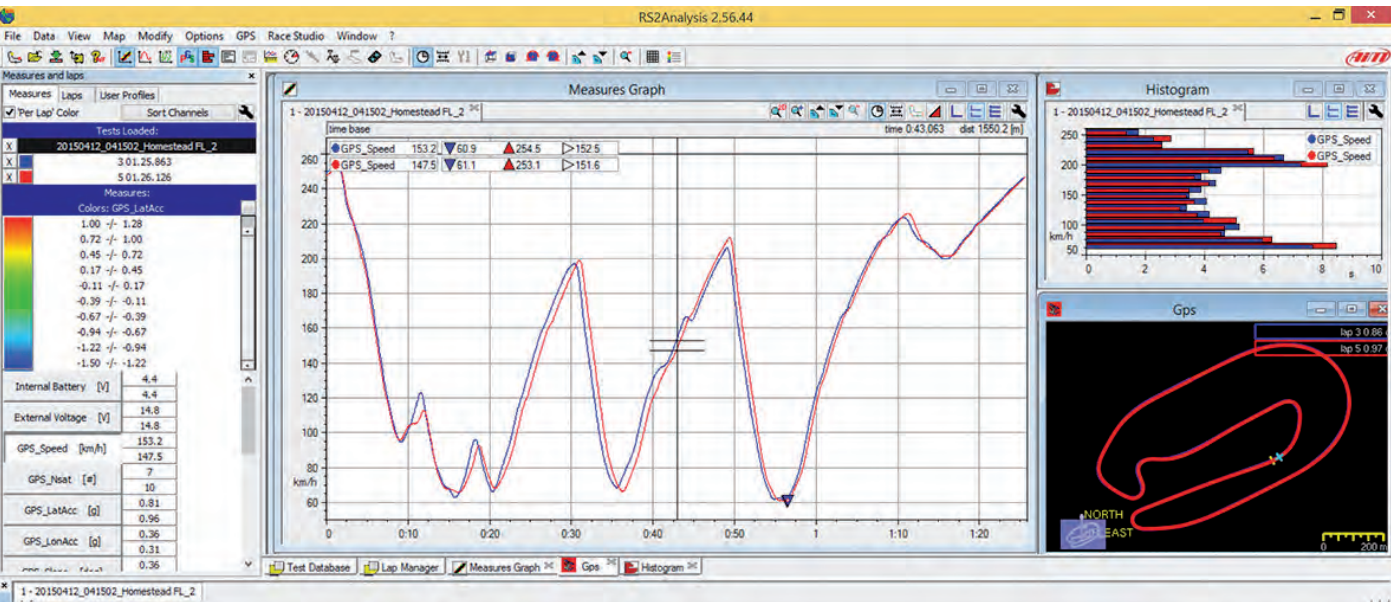 RS2Analysis 2.56.44
File Data View Map Modify Options GPS Race Studio Window ?
AIM
Measures and laps x
Measures Laps User Profiles
'Per Lap' Color Sort Channels
Tests Loaded:
X 20150412_041502_Homestead FL_2
X 3 01.25.863
X 5 01.26.126
Measures:
Colors: GPS_LatAcc
1.00 -/- 1.28
0.72 -/- 1.00
0.45 -/- 0.72
0.17 -/- 0.45
-0.11 -/- 0.17
-0.39 -/- -0.11
-0.67 -/- -0.39
-0.94 -/- -0.67
-1.22 -/- -0.94
-1.50 -/- -1.22
Internal Battery [V] 4.4
4.4
External Voltage [V] 14.8
14.8
GPS_Speed [km/h] 153.2
147.5
GPS_Nsat [#] 7
10
GPS_LatAcc [g] 0.81
0.96
GPS_LonAcc [g] 0.36
0.31
0.36
Measures Graph
1 - 20150412_041502_Homestead FL_2
time base time 0:43.063 dist 1550.2 [m]
GPS_Speed 153.2 60.9 254.5 152.5
GPS_Speed 147.5 61.1 253.1 151.6
260
240
220
200
180
160
140
120
100
80
km/h
60
0 0:10 0:20 0:30 0:40 0:50 1 1:10 1:20
Histogram
1 - 20150412_041502_Homestead FL_2
250
200
150
100
km/h
50
GPS_Speed
GPS_Speed
0 2 4 6 8 10
s
Gps
lap 3 0.86
lap 5 0.97
NORTH
EAST
0 200 m
Test Database Lap Manager Measures Graph Gps Histogram
x 1 - 20150412_041502_Homestead FL_2